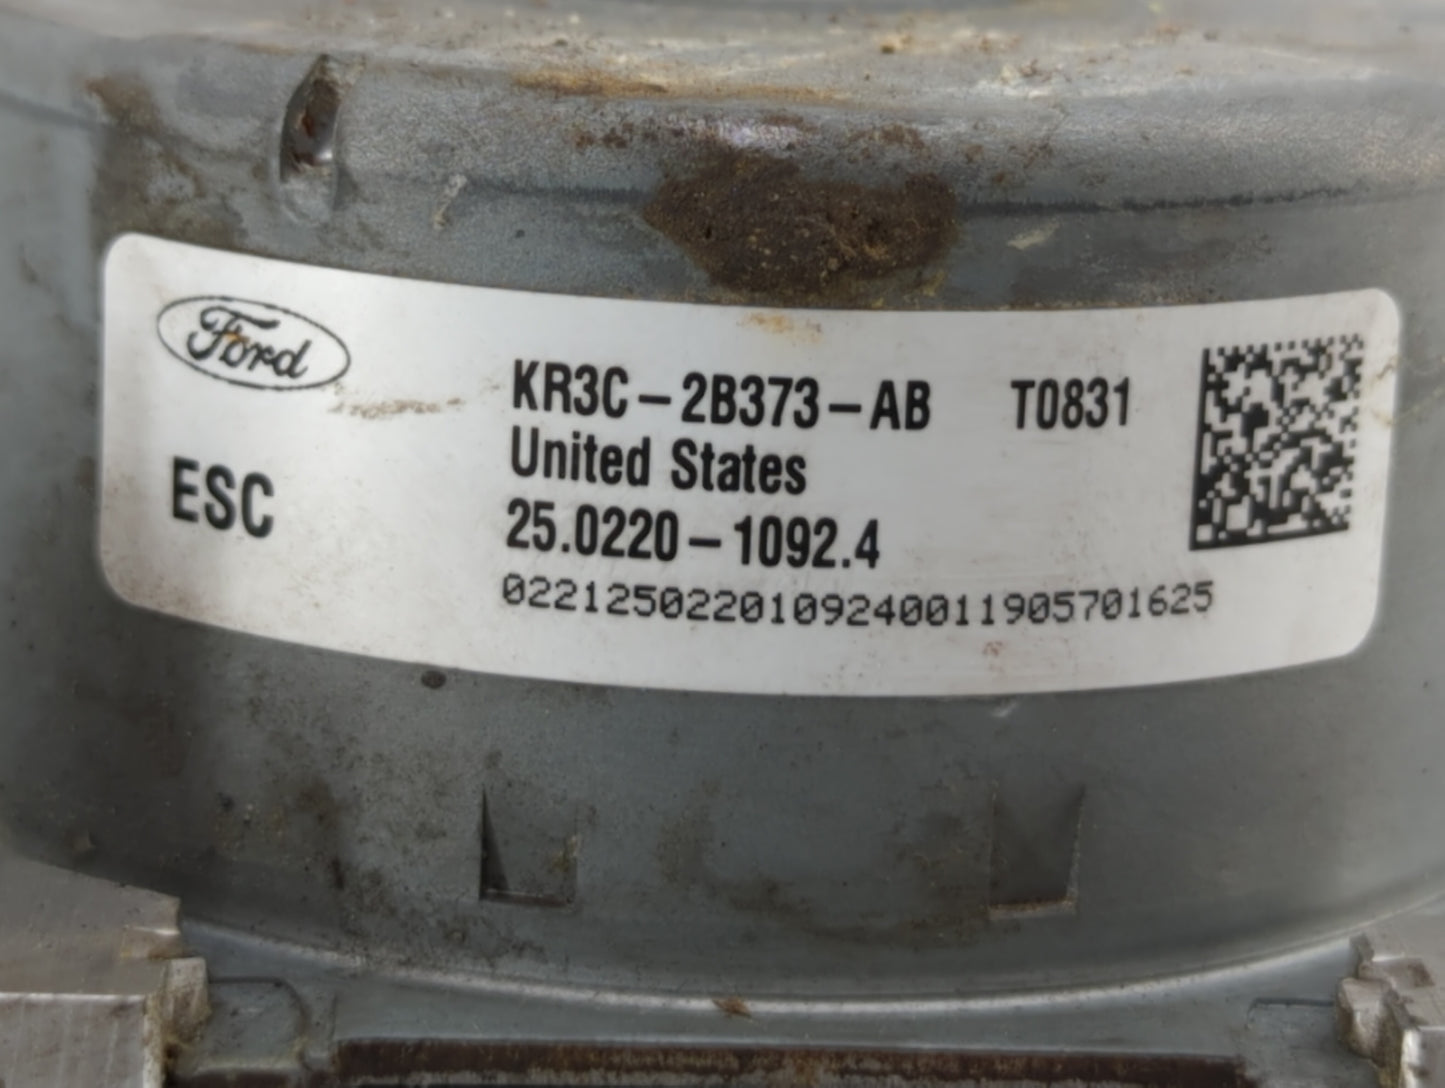 Ford
KR3C-2B373-AB T0831
United States
ESC
25.0220-1092.4
0221250220109240011905701625